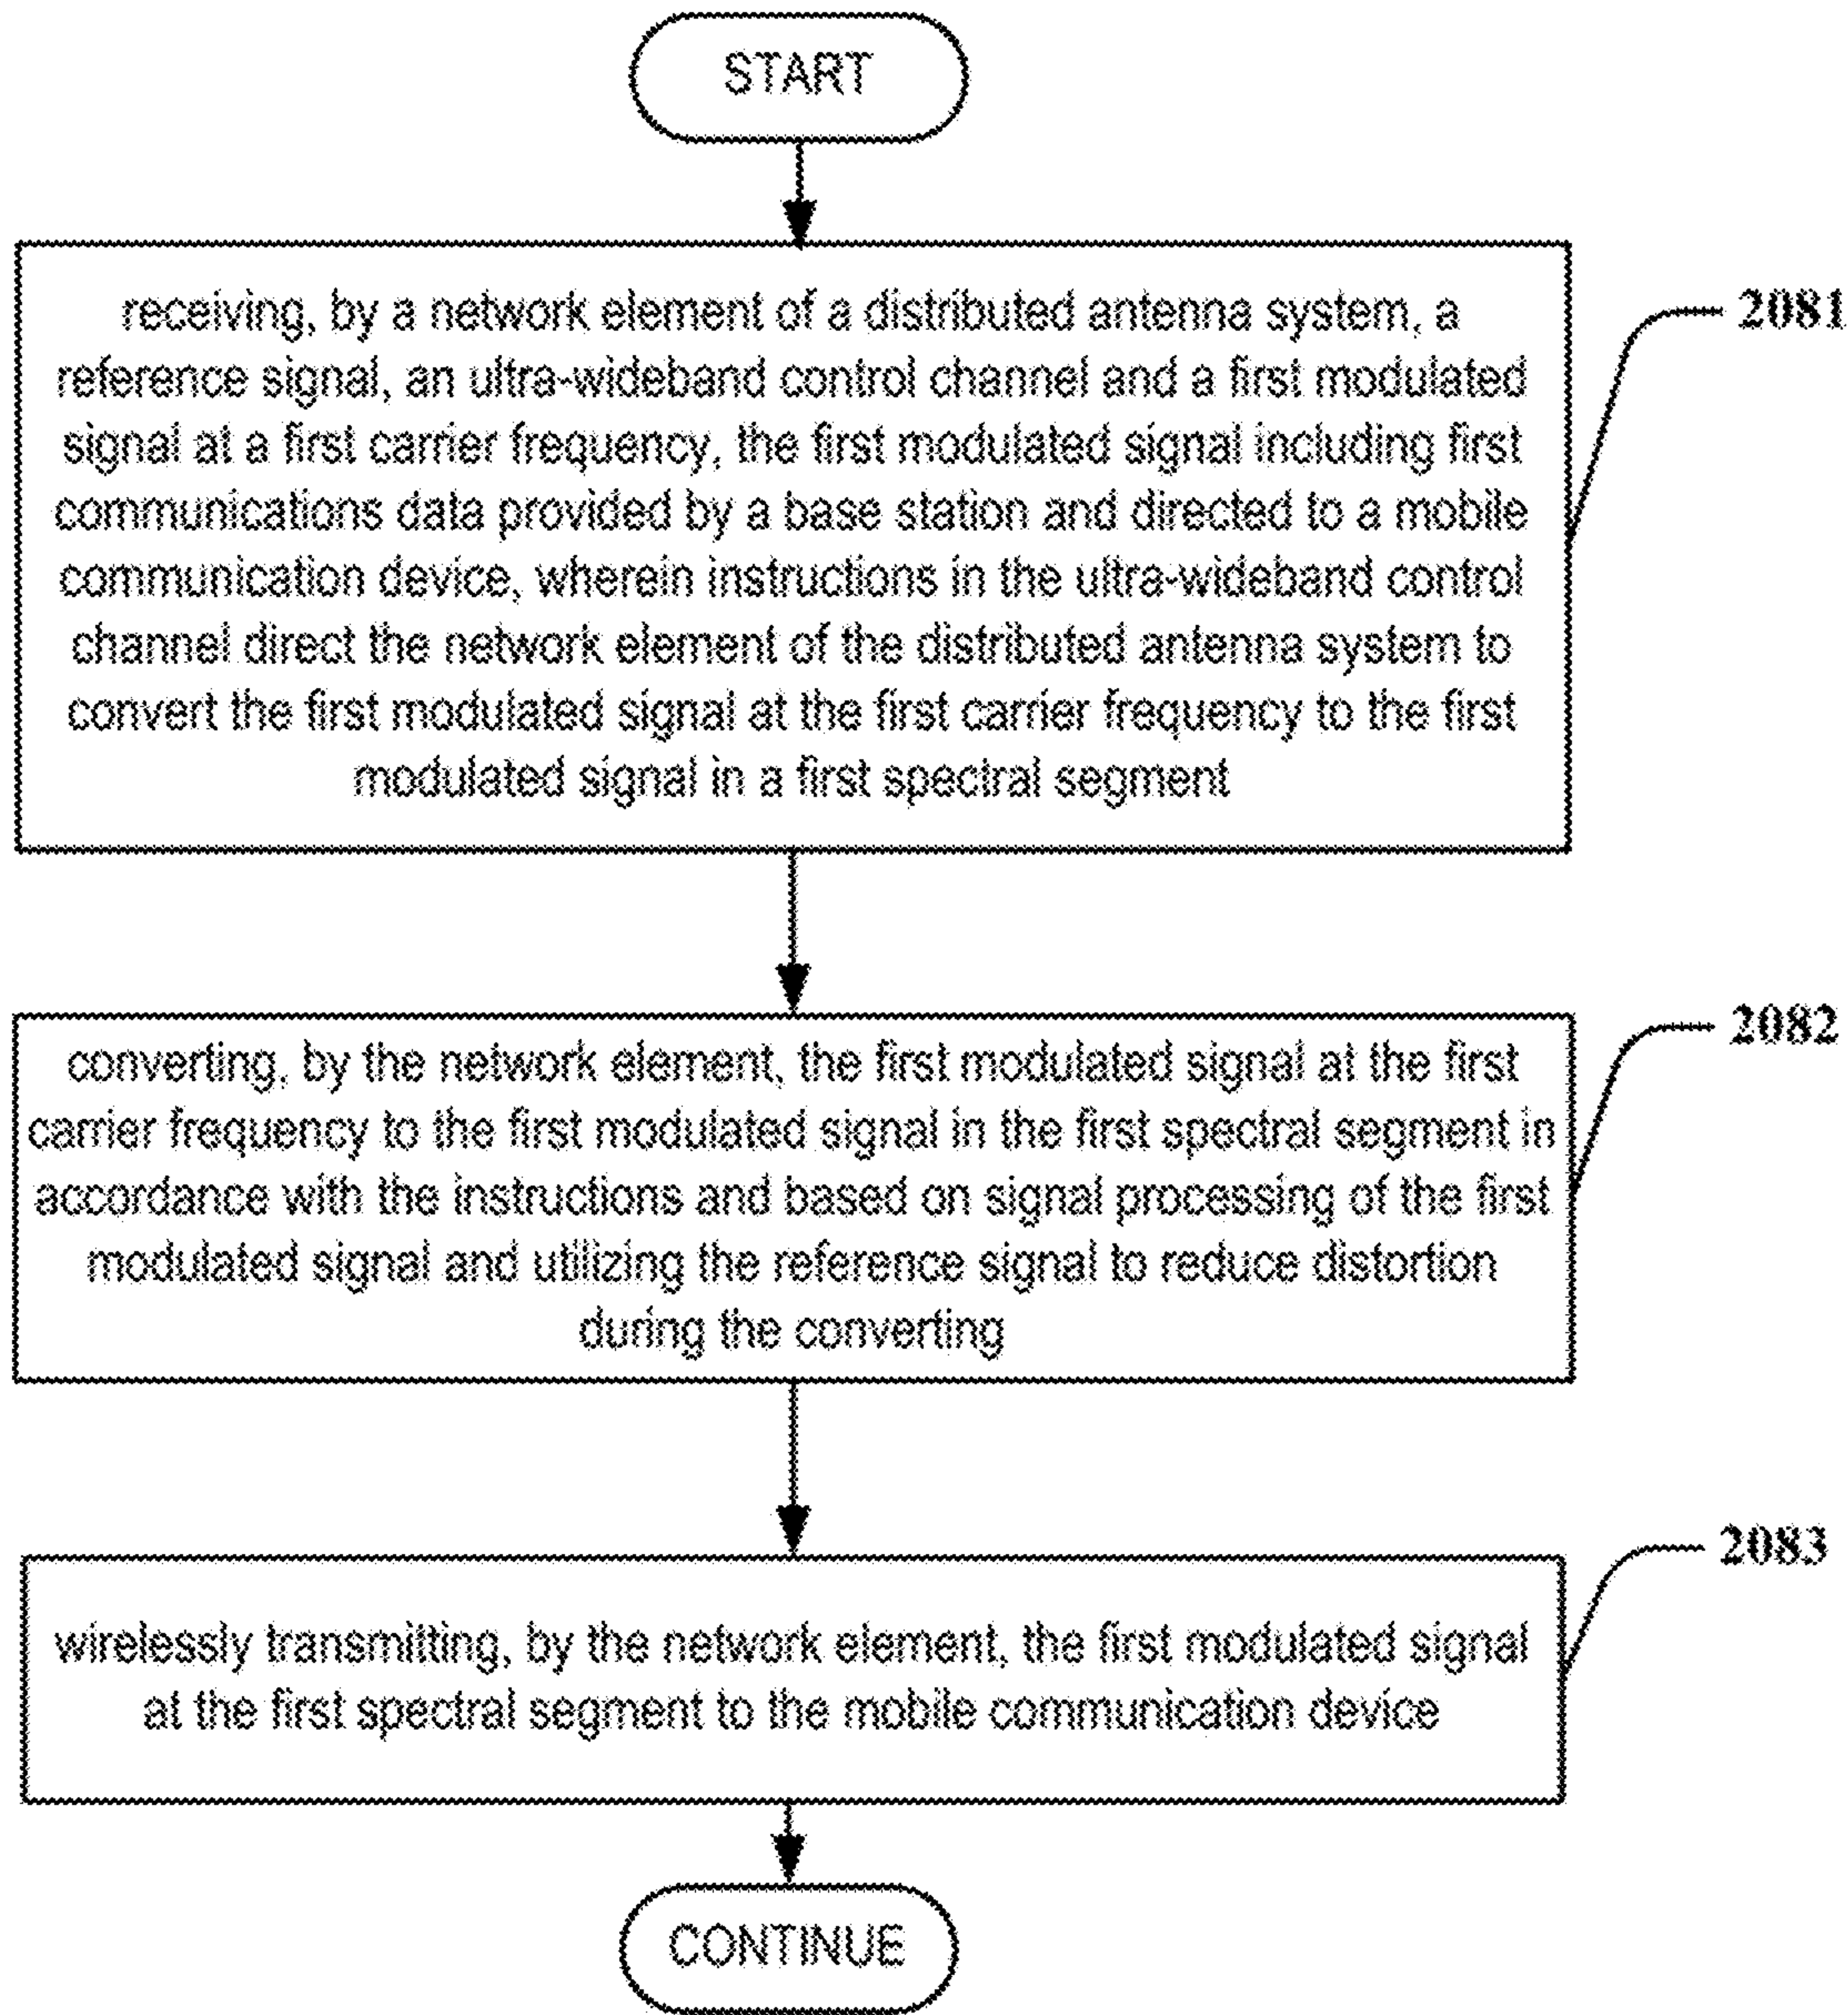 START
receiving, by a network element of a distributed antenna system, a
reference signal, an ultra-wideband control channel and a first modulated
signal at a first carrier frequency, the first modulated signal including first
communications data provided by a base station and directed to a mobile
communication device, wherein instructions in the ultra-wideband control
channel direct the network element of the distributed antenna system to
convert the first modulated signal at the first carrier frequency to the first
modulated signal in a first spectral segment
2081
converting, by the network element, the first modulated signal at the first
carrier frequency to the first modulated signal in the first spectral segment in
accordance with the instructions and based on signal processing of the first
modulated signal and utilizing the reference signal to reduce distortion
during the converting
2082
wirelessly transmitting, by the network element, the first modulated signal
at the first spectral segment to the mobile communication device
2083
CONTINUE